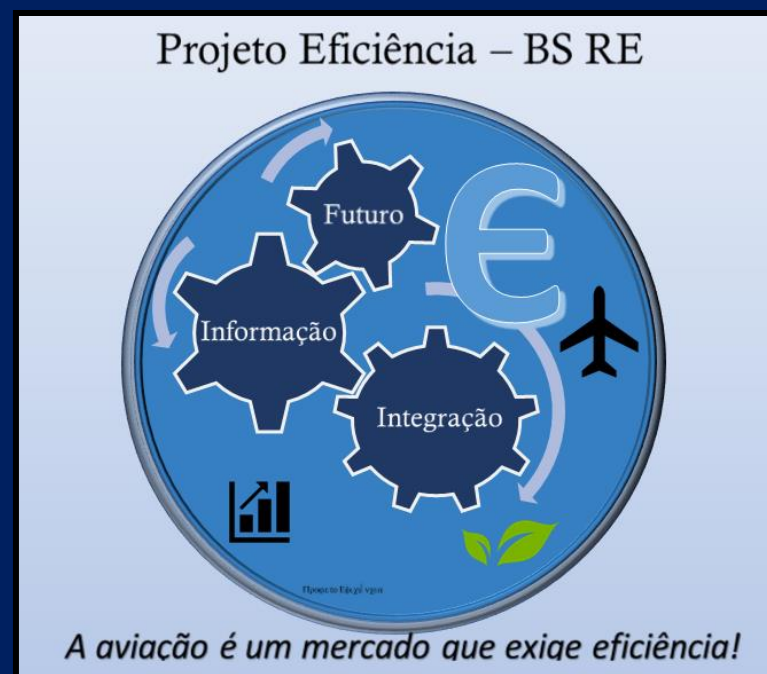 Projeto Eficiência – BS RE
Futuro
Є
Informação
Integração
A aviação é um mercado que exige eficiência!